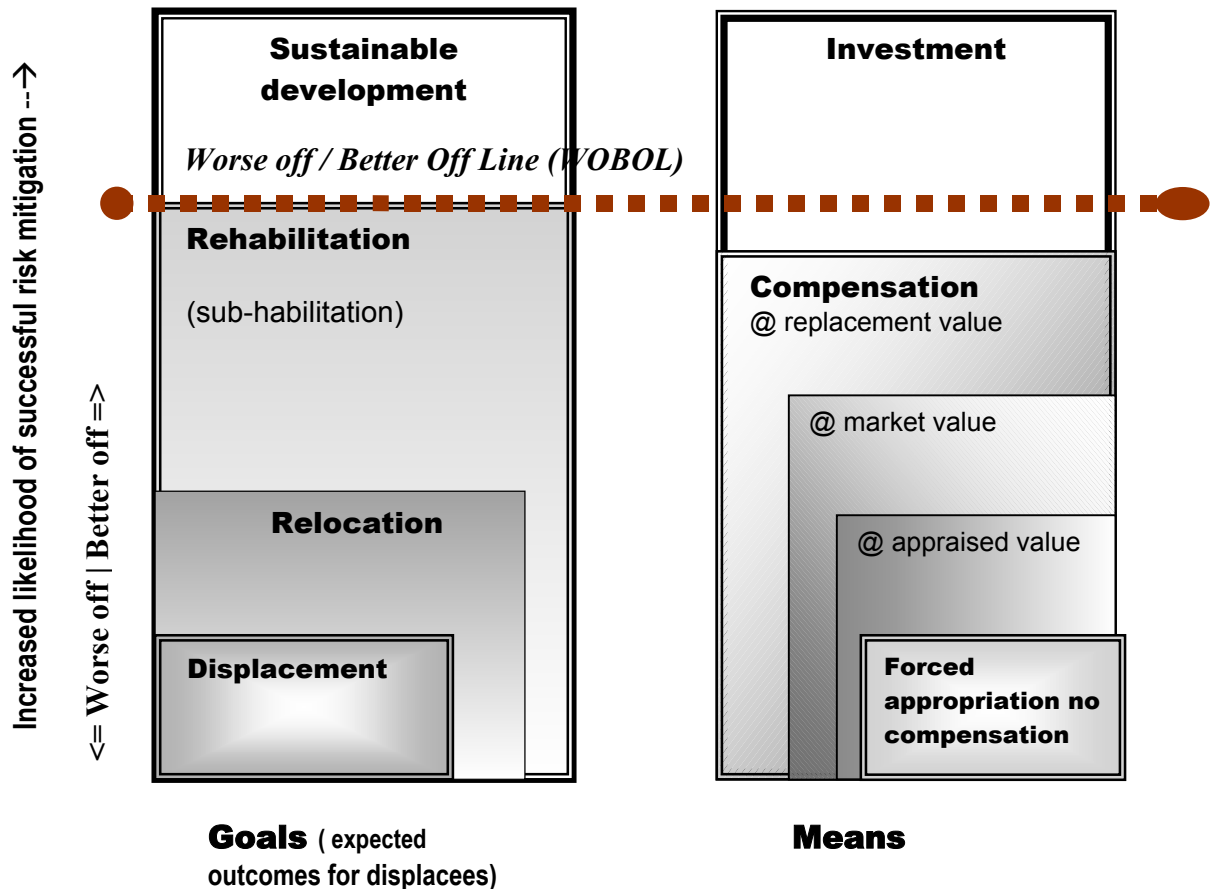 Increased likelihood of successful risk mitigation --→
<= Worse off | Better off =>
Sustainable
development
Worse off / Better Off Line (WOBOL)
Rehabilitation
(sub-habilitation)
Relocation
Displacement
Goals ( expected
outcomes for displacees)
Investment
Compensation
@ replacement value
@ market value
@ appraised value
Forced
appropriation no
compensation
Means